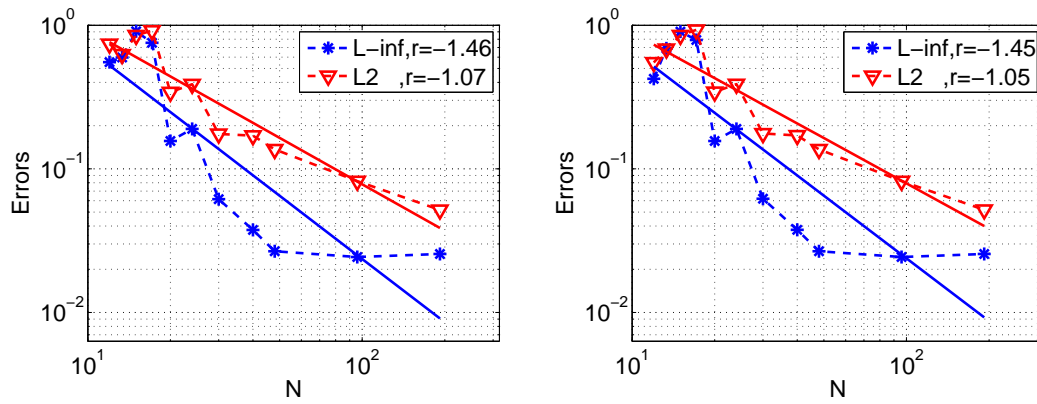 10^0
10^-1
10^-2
Errors
10^1
10^2
N
L-inf,r=-1.46
L2 ,r=-1.07
10^0
10^-1
10^-2
Errors
10^1
10^2
N
L-inf,r=-1.45
L2 ,r=-1.05